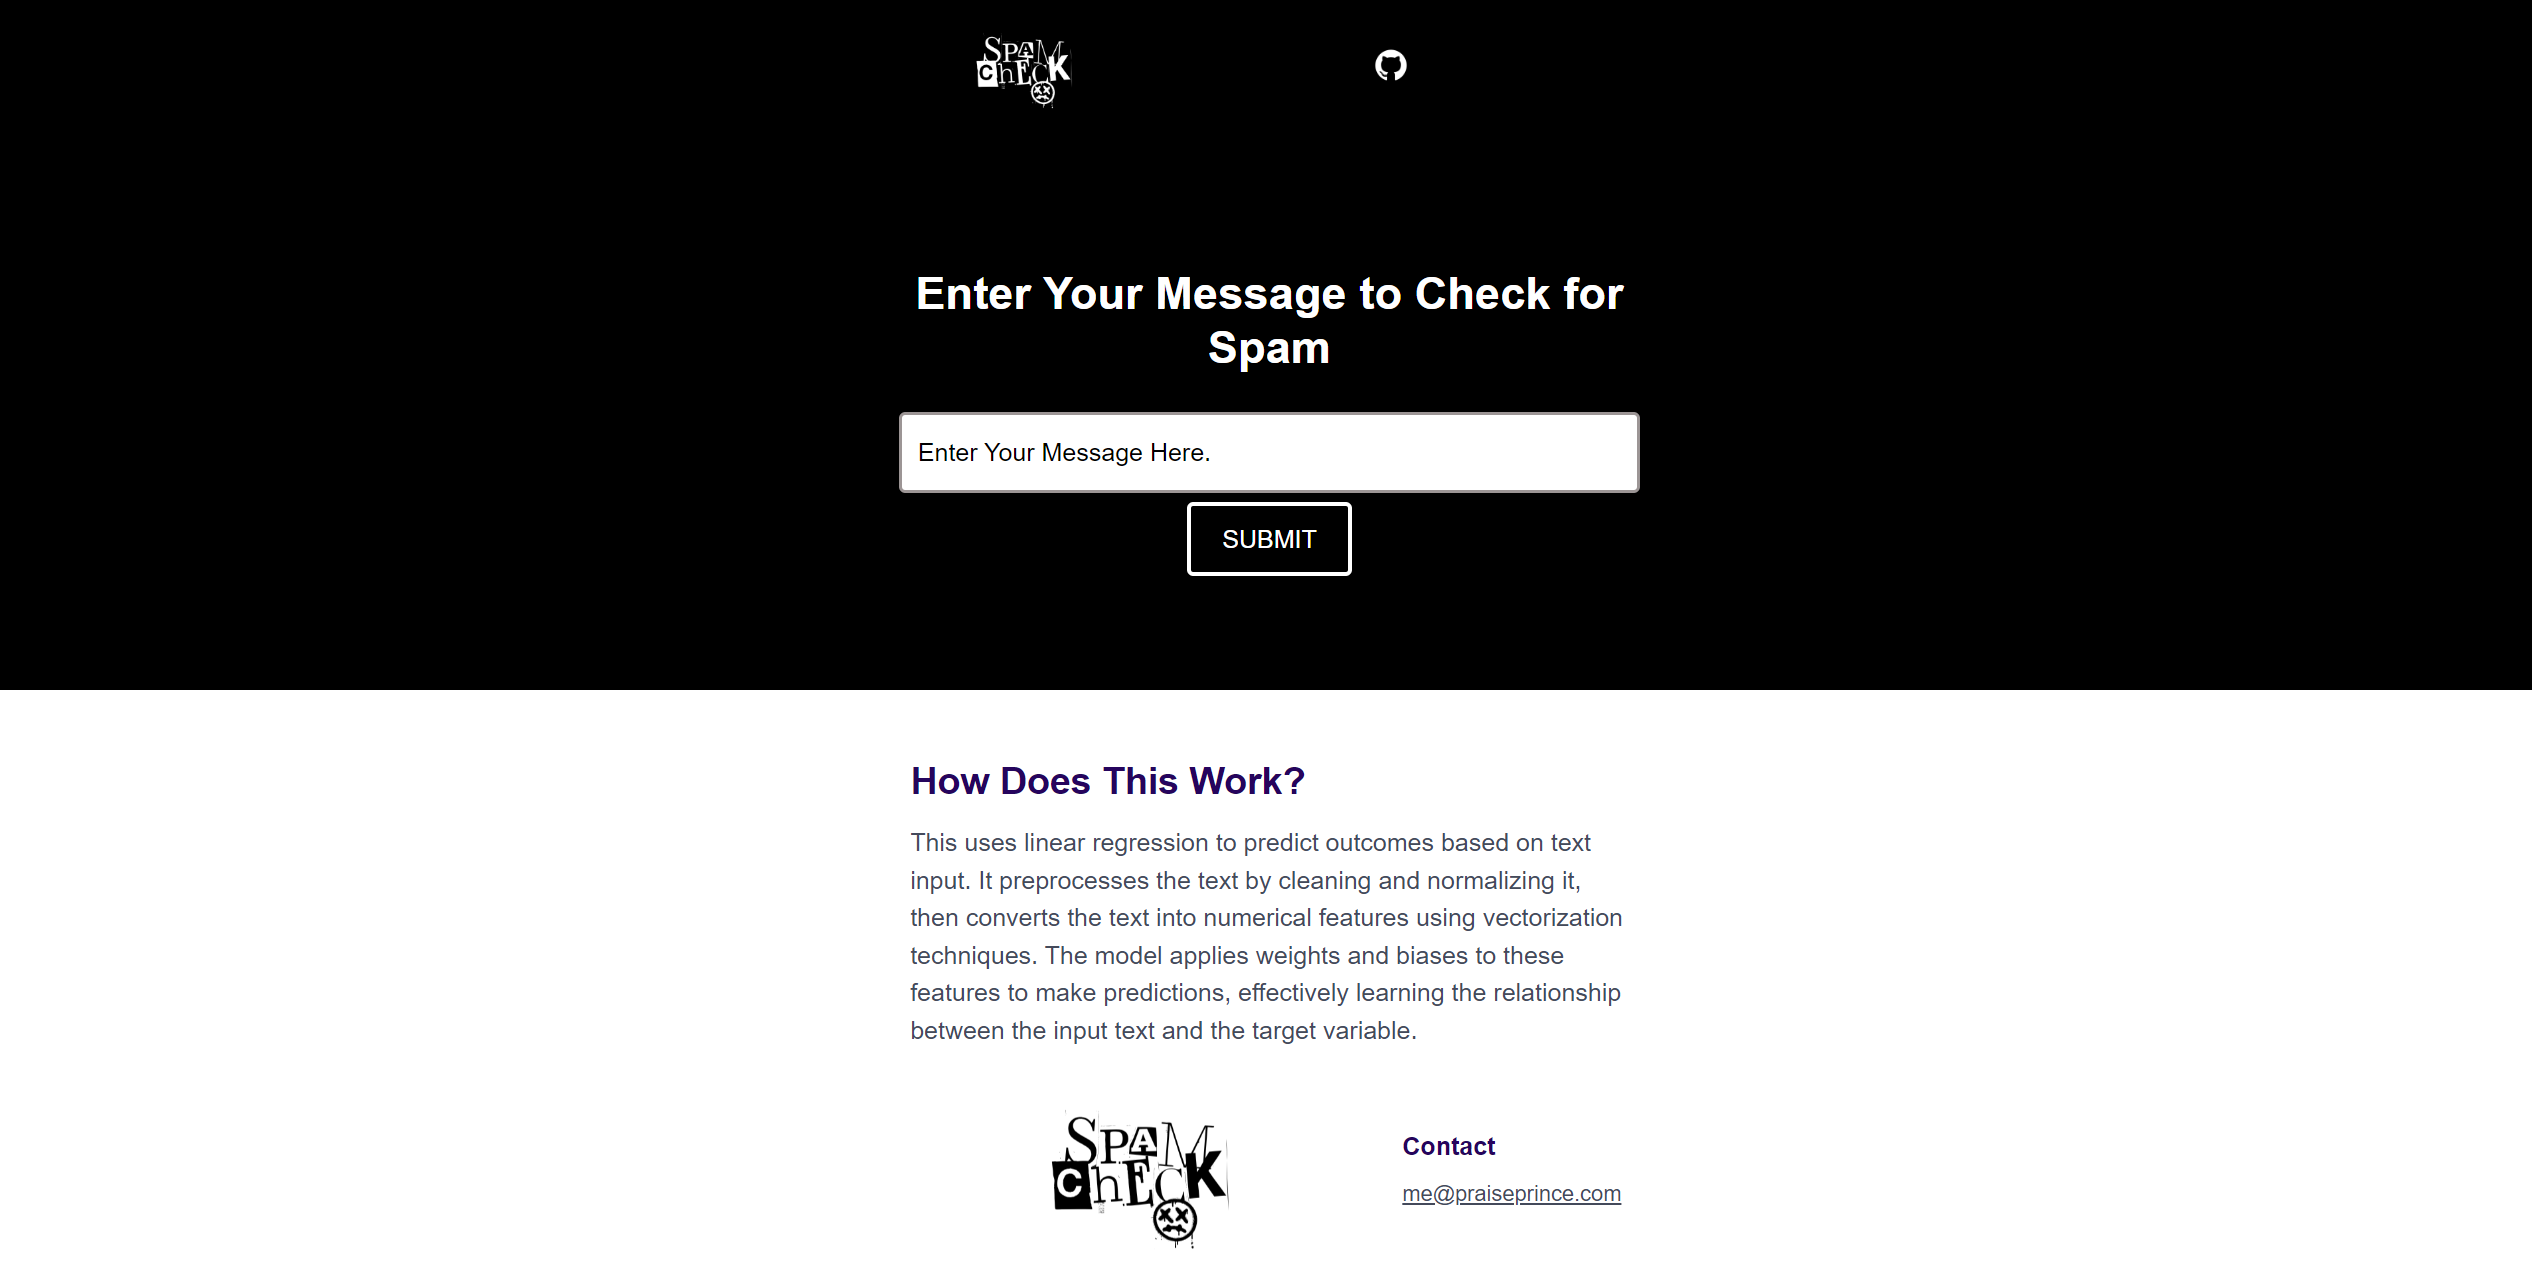 SPAM
ChECK
Enter Your Message to Check for
Spam
Enter Your Message Here.
SUBMIT
How Does This Work?
This uses linear regression to predict outcomes based on text
input. It preprocesses the text by cleaning and normalizing it,
then converts the text into numerical features using vectorization
techniques. The model applies weights and biases to these
features to make predictions, effectively learning the relationship
between the input text and the target variable.
SPAM
ChECK
Contact
me@praiseprince.com